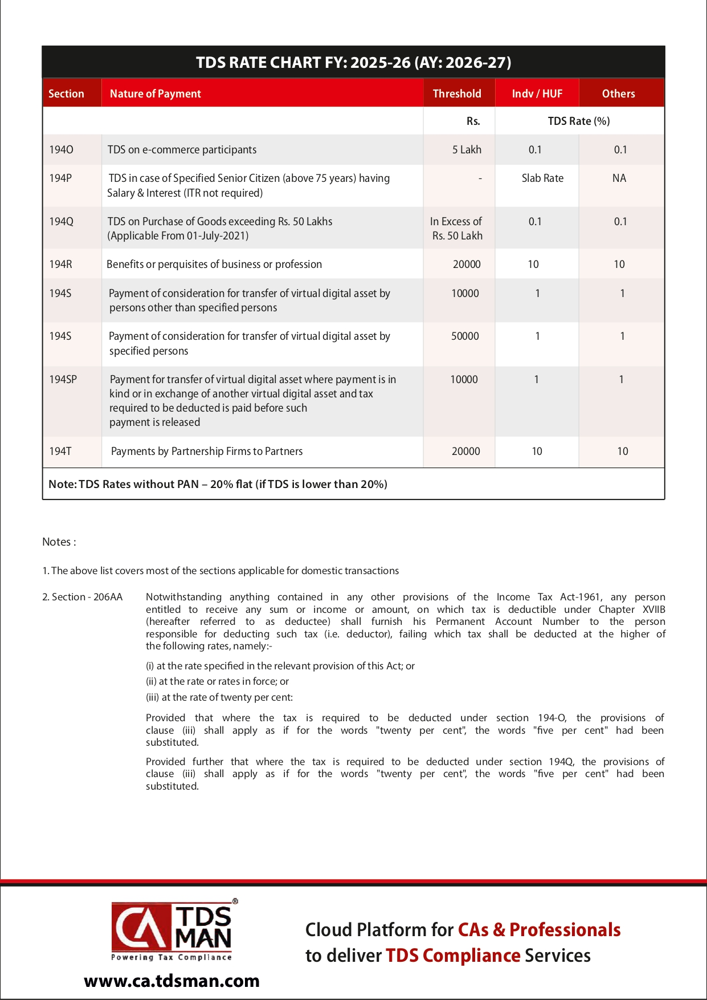 TDS RATE CHART FY: 2025-26 (AY: 2026-27)
Section Nature of Payment Threshold Indv / HUF Others
Rs. TDS Rate (%)
194O TDS on e-commerce participants 5 Lakh 0.1 0.1
194P TDS in case of Specified Senior Citizen (above 75 years) having - Slab Rate NA
Salary & Interest (ITR not required)
194Q TDS on Purchase of Goods exceeding Rs. 50 Lakhs In Excess of 0.1 0.1
(Applicable From 01-July-2021) Rs. 50 Lakh
194R Benefits or perquisites of business or profession 20000 10 10
194S Payment of consideration for transfer of virtual digital asset by 10000 1 1
persons other than specified persons
194S Payment of consideration for transfer of virtual digital asset by 50000 1 1
specified persons
194SP Payment for transfer of virtual digital asset where payment is in 10000 1 1
kind or in exchange of another virtual digital asset and tax
required to be deducted is paid before such
payment is released
194T Payments by Partnership Firms to Partners 20000 10 10
Note: TDS Rates without PAN – 20% flat (if TDS is lower than 20%)
Notes :
1. The above list covers most of the sections applicable for domestic transactions
2. Section - 206AA Notwithstanding anything contained in any other provisions of the Income Tax Act-1961, any person
entitled to receive any sum or income or amount, on which tax is deductible under Chapter XVIIB
(hereafter referred to as deductee) shall furnish his Permanent Account Number to the person
responsible for deducting such tax (i.e. deductor), failing which tax shall be deducted at the higher of
the following rates, namely:-
(i) at the rate specified in the relevant provision of this Act; or
(ii) at the rate or rates in force; or
(iii) at the rate of twenty per cent:
Provided that where the tax is required to be deducted under section 194-O, the provisions of
clause (iii) shall apply as if for the words "twenty per cent", the words "five per cent" had been
substituted.
Provided further that where the tax is required to be deducted under section 194Q, the provisions of
clause (iii) shall apply as if for the words "twenty per cent", the words "five per cent" had been
substituted.
CA TDS MAN ®
Powering Tax Compliance
www.ca.tdsman.com
Cloud Platform for CAs & Professionals
to deliver TDS Compliance Services